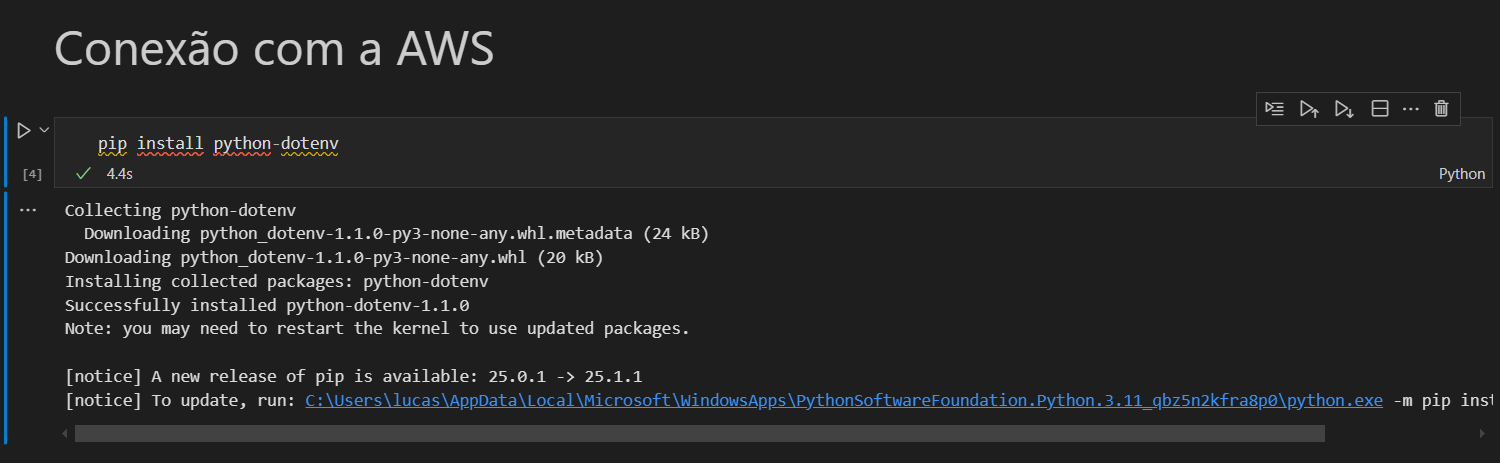 Conexão com a AWS
pip install python-dotenv
[4]
4.4s
Python
Collecting python-dotenv
  Downloading python_dotenv-1.1.0-py3-none-any.whl.metadata (24 kB)
Downloading python_dotenv-1.1.0-py3-none-any.whl (20 kB)
Installing collected packages: python-dotenv
Successfully installed python-dotenv-1.1.0
Note: you may need to restart the kernel to use updated packages.
[notice] A new release of pip is available: 25.0.1 -> 25.1.1
[notice] To update, run: C:\Users\lucas\AppData\Local\Microsoft\WindowsApps\PythonSoftwareFoundation.Python.3.11_qbz5n2kfra8p0\python.exe -m pip inst